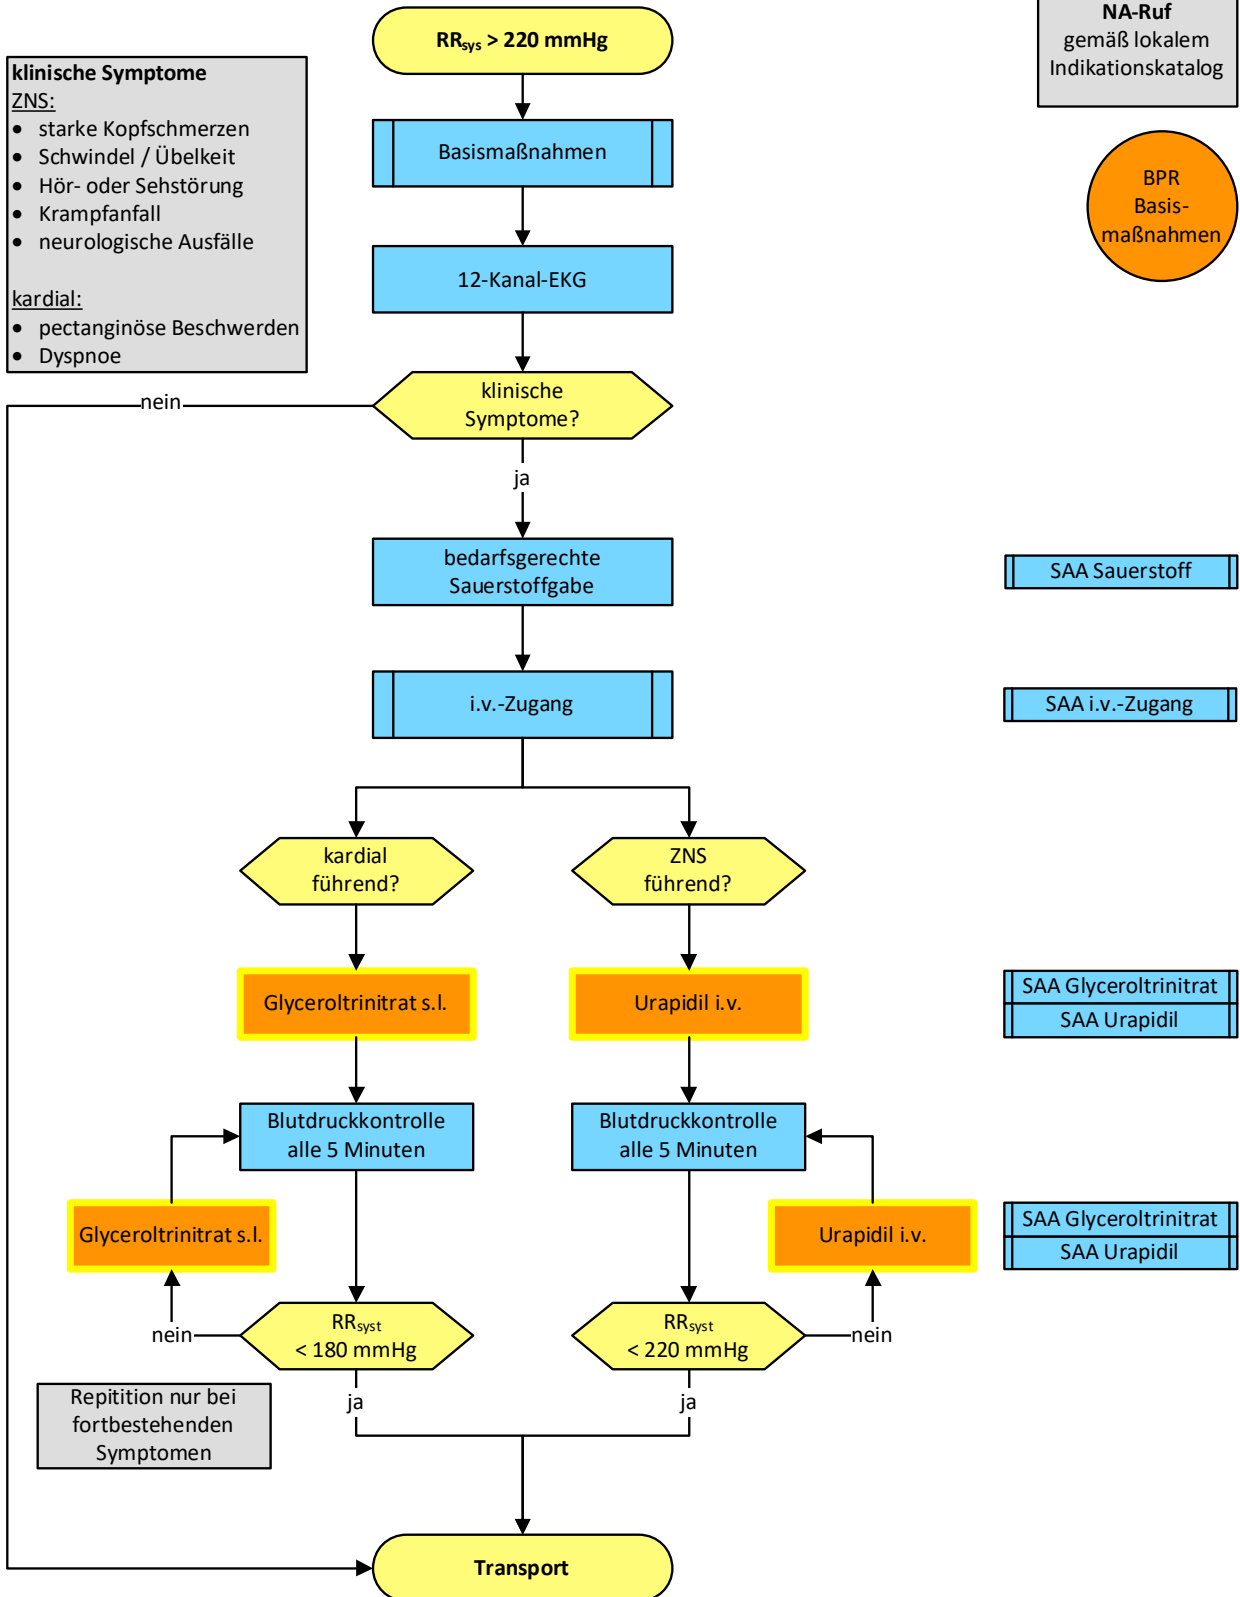 RRsys > 220 mmHg
NA-Ruf
gemäß lokalem
Indikationskatalog
klinische Symptome
ZNS:
• starke Kopfschmerzen
• Schwindel / Übelkeit
• Hör- oder Sehstörung
• Krampfanfall
• neurologische Ausfälle
kardial:
• pectanginöse Beschwerden
• Dyspnoe
Basismaßnahmen
BPR
Basis-
maßnahmen
12-Kanal-EKG
klinische
Symptome?
nein
ja
bedarfsgerechte
Sauerstoffgabe
SAA Sauerstoff
i.v.-Zugang
SAA i.v.-Zugang
kardial
führend?
ZNS
führend?
Glyceroltrinitrat s.l.
Urapidil i.v.
SAA Glyceroltrinitrat
SAA Urapidil
Blutdruckkontrolle
alle 5 Minuten
Blutdruckkontrolle
alle 5 Minuten
Glyceroltrinitrat s.l.
Urapidil i.v.
SAA Glyceroltrinitrat
SAA Urapidil
nein
RRsyst
< 180 mmHg
RRsyst
< 220 mmHg
nein
ja
ja
Repitition nur bei
fortbestehenden
Symptomen
Transport